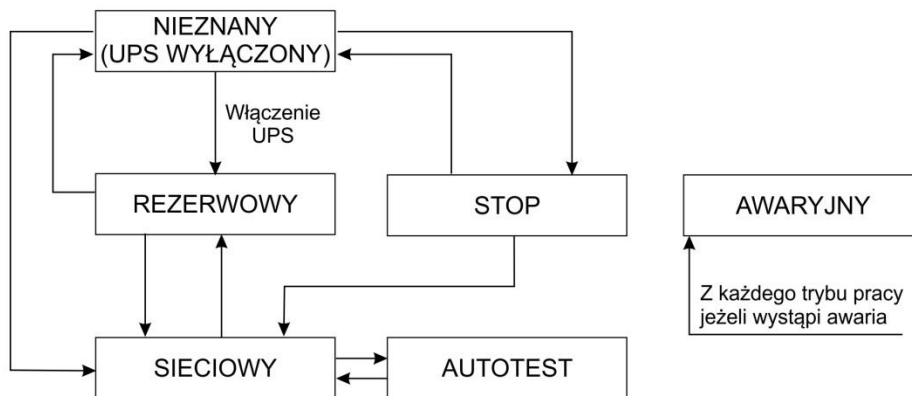 NIEZNANY
(UPS WYŁĄCZONY)
Włączenie
UPS
REZERWOWY
STOP
AWARYJNY
Z każdego trybu pracy
jeżeli wystąpi awaria
SIECIOWY
AUTOTEST